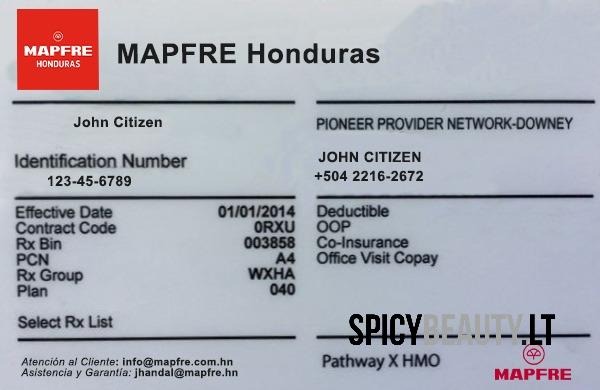 MAPFRE
HONDURAS
MAPFRE Honduras
John Citizen
Identification Number
123-45-6789
Effective Date 01/01/2014
Contract Code 0RXU
Rx Bin 003858
PCN A4
Rx Group WXHA
Plan 040
Select Rx List
Atención al Cliente: info@mapfre.com.hn
Asistencia y Garantía: jhandal@mapfre.hn
PIONEER PROVIDER NETWORK-DOWNEY
JOHN CITIZEN
+504 2216-2672
Deductible
OOP
Co-Insurance
Office Visit Copay
SPICYBEAUTY.LT
Pathway X HMO
MAPFRE